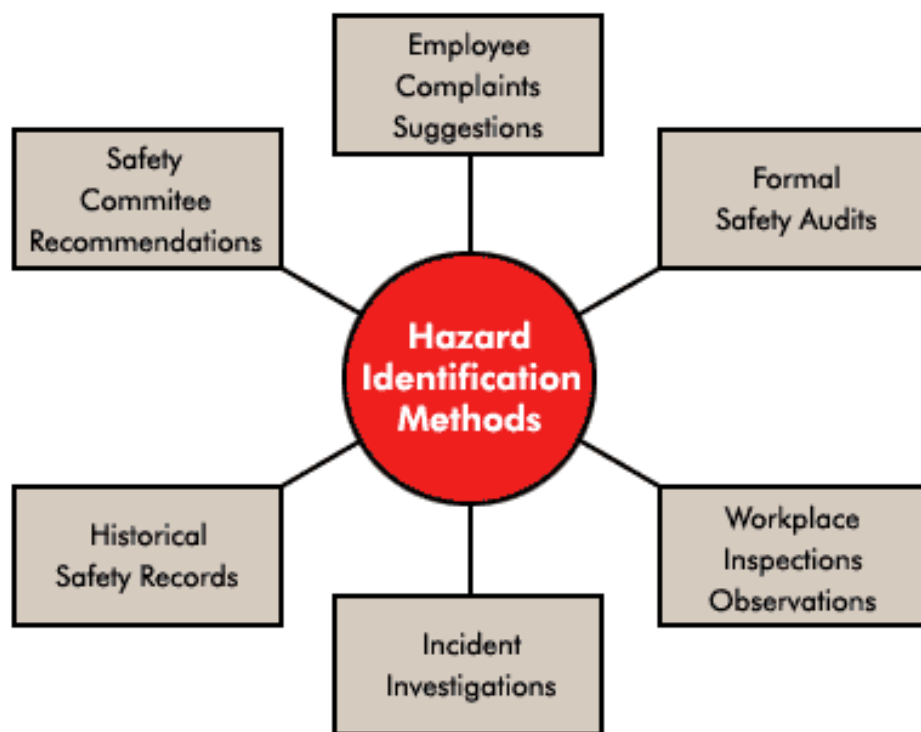 Employee
Complaints
Suggestions
Safety
Commitee
Recommendations
Formal
Safety Audits
Hazard
Identification
Methods
Historical
Safety Records
Workplace
Inspections
Observations
Incident
Investigations